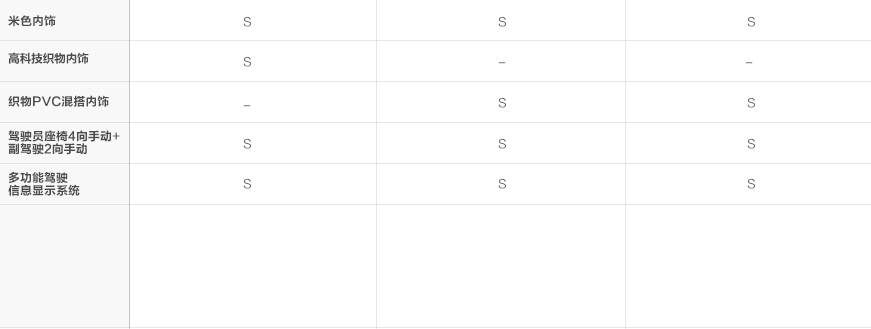 米色内饰 S S S
高科技织物内饰 S – –
织物PVC混搭内饰 – S S
驾驶员座椅4向手动+
副驾驶2向手动 S S S
多功能驾驶
信息显示系统 S S S